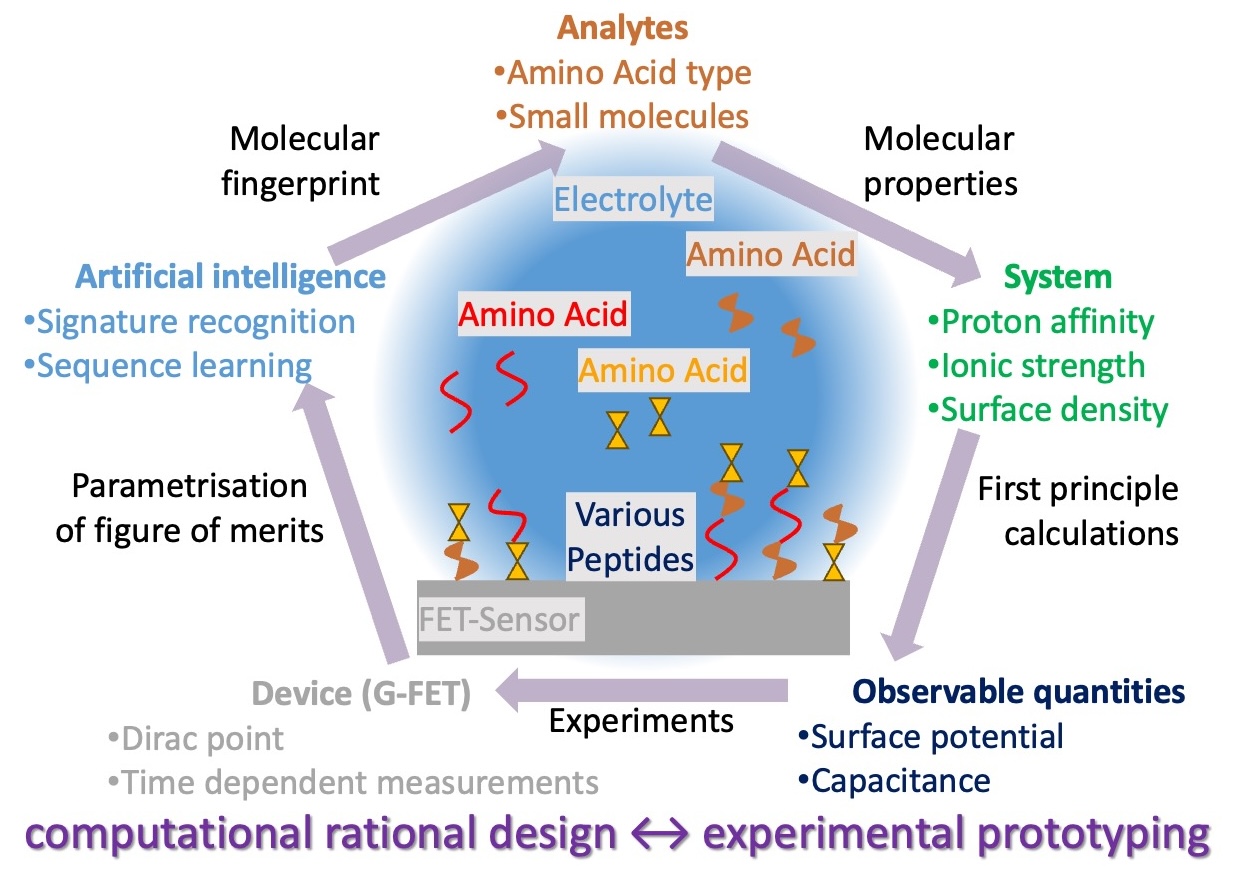 Analytes
•Amino Acid type
•Small molecules
Molecular
fingerprint
Molecular
properties
Electrolyte
Amino Acid
Artificial intelligence
•Signature recognition
•Sequence learning
System
•Proton affinity
•Ionic strength
•Surface density
Amino Acid
Amino Acid
Parametrisation
of figure of merits
First principle
calculations
Various
Peptides
FET-Sensor
Device (G-FET)
•Dirac point
•Time dependent measurements
Experiments
Observable quantities
•Surface potential
•Capacitance
computational rational design ↔ experimental prototyping